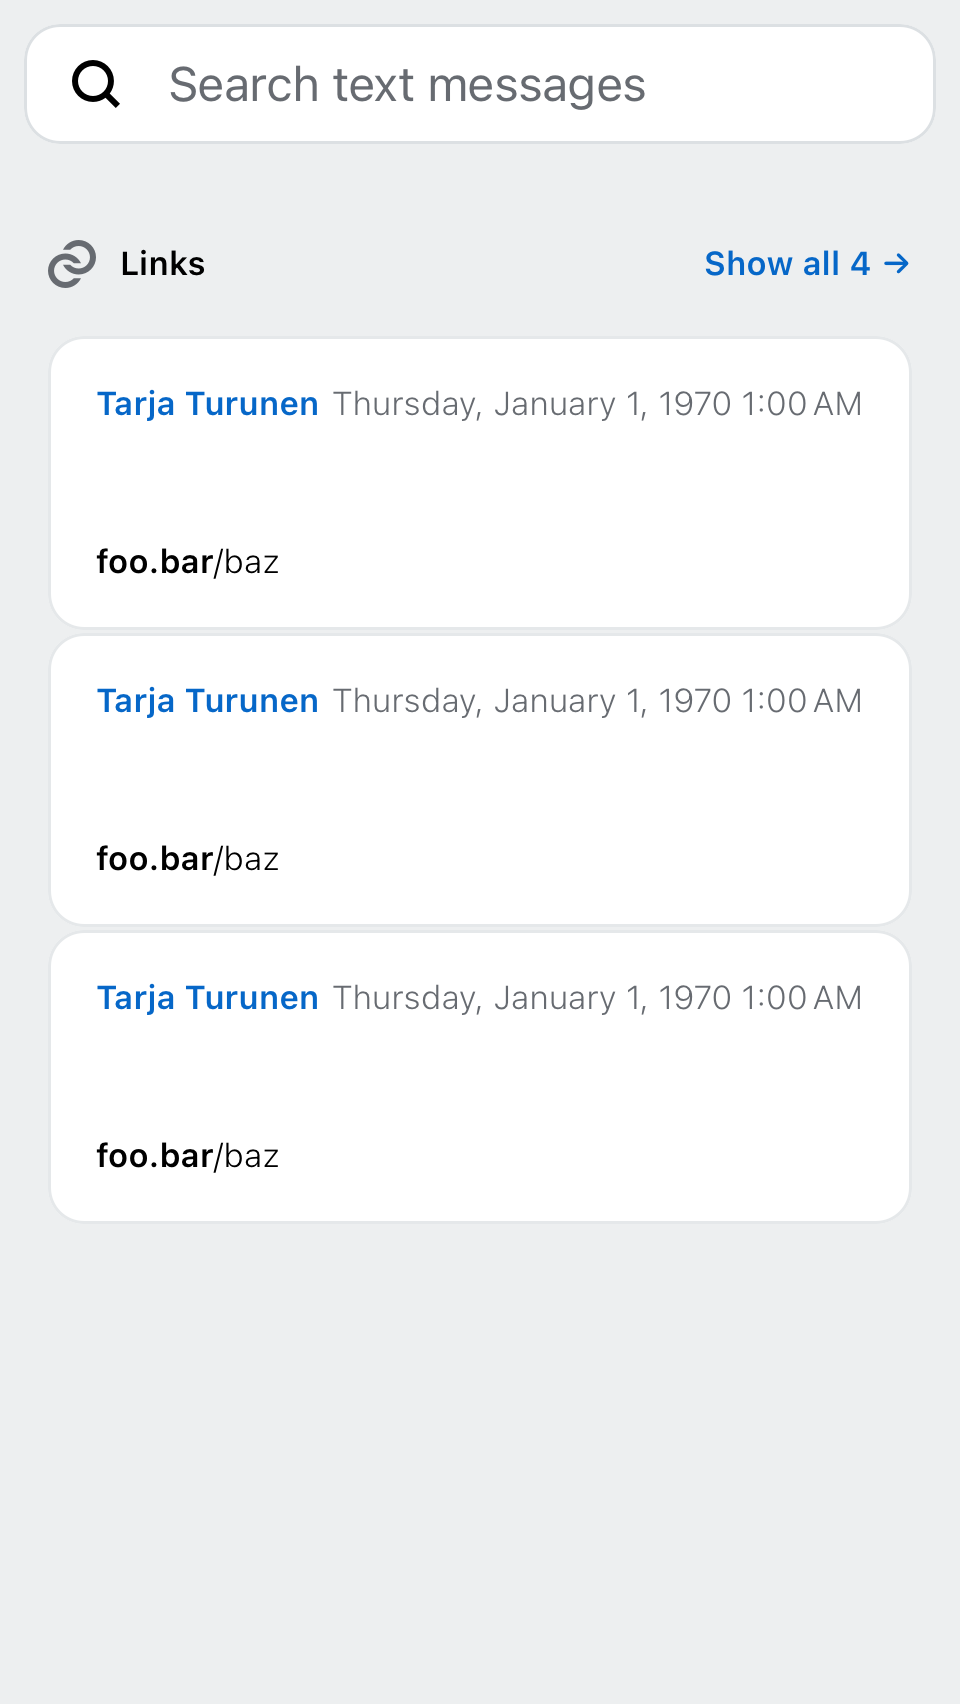 Search text messages
Links
Show all 4 →
Tarja Turunen Thursday, January 1, 1970 1:00 AM
foo.bar/baz
Tarja Turunen Thursday, January 1, 1970 1:00 AM
foo.bar/baz
Tarja Turunen Thursday, January 1, 1970 1:00 AM
foo.bar/baz